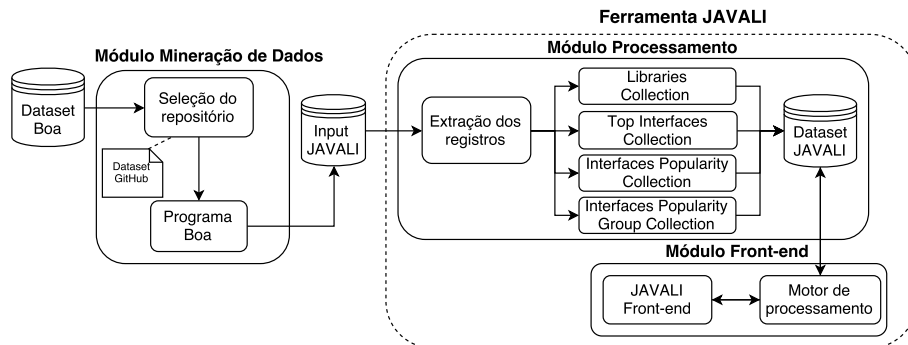 Ferramenta JAVALI
Módulo Mineração de Dados
Módulo Processamento
Dataset
Boa
Seleção do
repositório
Dataset
GitHub
Programa
Boa
Input
JAVALI
Extração dos
registros
Libraries
Collection
Top Interfaces
Collection
Interfaces Popularity
Collection
Interfaces Popularity
Group Collection
Dataset
JAVALI
Módulo Front-end
JAVALI
Front-end
Motor de
processamento